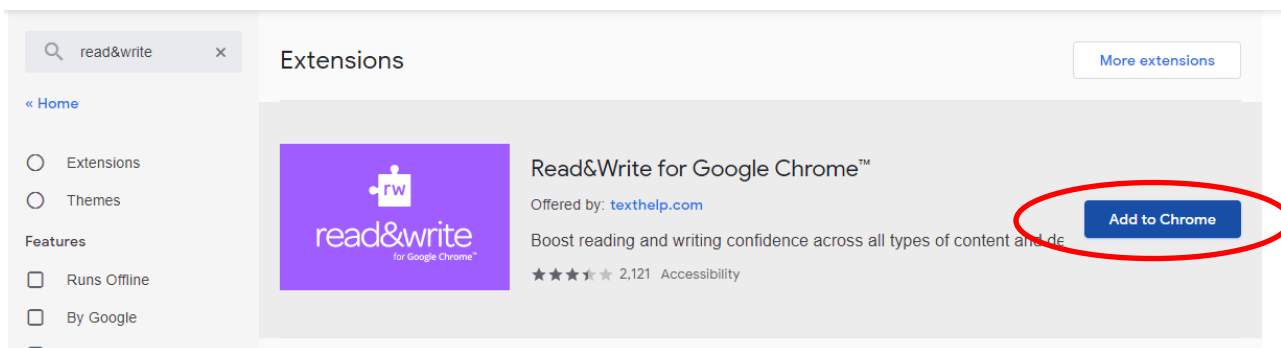 read&write ×
« Home
Extensions
Themes
Features
Runs Offline
By Google
Extensions
More extensions
rw
read&write
for Google Chrome™
Read&Write for Google Chrome™
Offered by: texthelp.com
Boost reading and writing confidence across all types of content and de
2,121 Accessibility
Add to Chrome